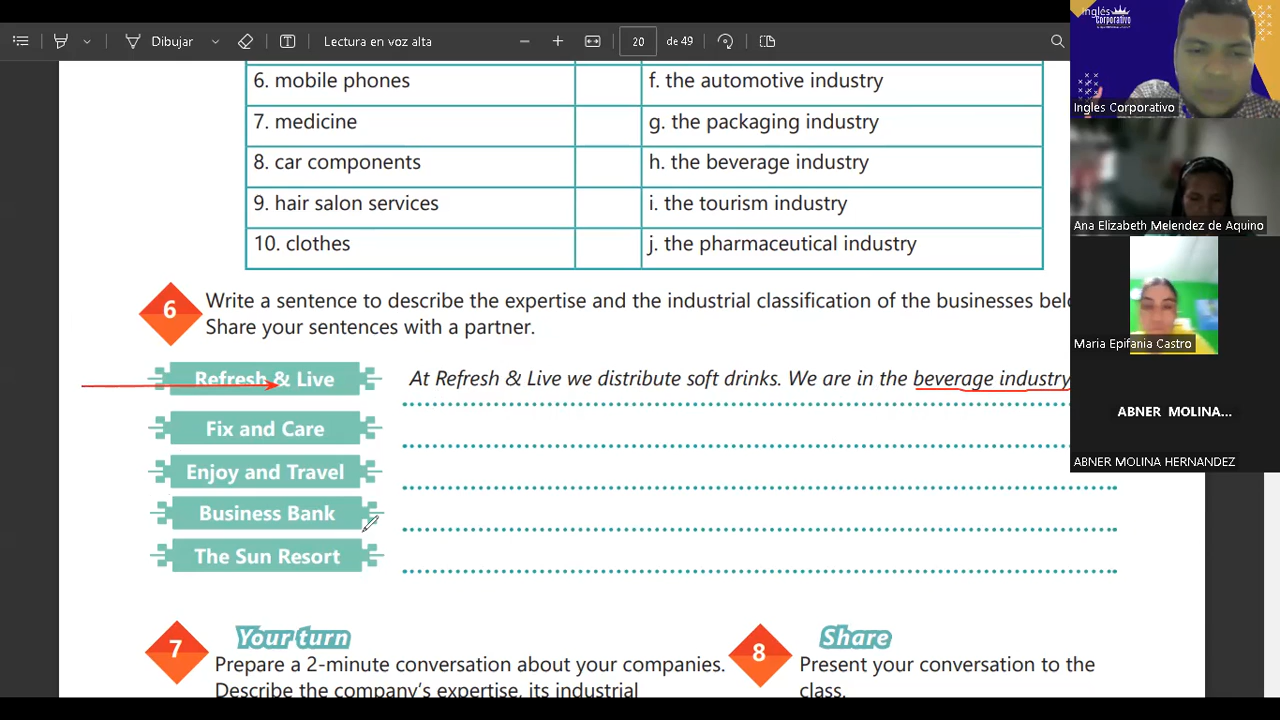 Dibujar
Lectura en voz alta
20
de 49
6. mobile phones
f. the automotive industry
7. medicine
g. the packaging industry
8. car components
h. the beverage industry
9. hair salon services
i. the tourism industry
10. clothes
j. the pharmaceutical industry
6
Write a sentence to describe the expertise and the industrial classification of the businesses
Share your sentences with a partner.
Refresh & Live
At Refresh & Live we distribute soft drinks. We are in the beverage industry
Fix and Care
Enjoy and Travel
Business Bank
The Sun Resort
7
Your turn
Prepare a 2-minute conversation about your companies.
Describe the company's expertise, its industrial
8
Share
Present your conversation to the
class.
Inglés
Corporativo
Ingles Corporativo
Ana Elizabeth Melendez de Aquino
Maria Epifania Castro
ABNER MOLINA...
ABNER MOLINA HERNANDEZ